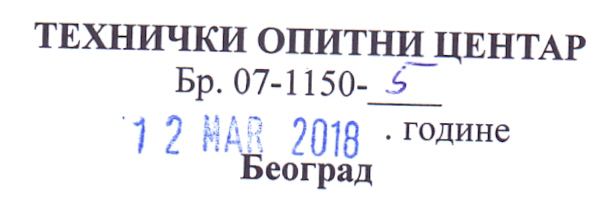 ТЕХНИЧКИ ОПИТНИ ЦЕНТАР
Бр. 07-1150-5
12 MAR 2018 . године
Београд